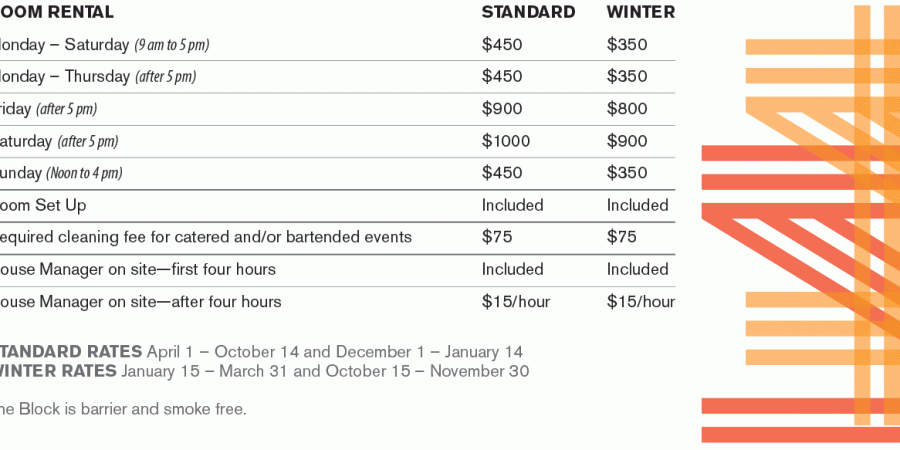 OOM RENTAL STANDARD WINTER
onday – Saturday (9 am to 5 pm) $450 $350
onday – Thursday (after 5 pm) $450 $350
riday (after 5 pm) $900 $800
aturday (after 5 pm) $1000 $900
unday (Noon to 4 pm) $450 $350
oom Set Up Included Included
equired cleaning fee for catered and/or bartended events $75 $75
ouse Manager on site—first four hours Included Included
ouse Manager on site—after four hours $15/hour $15/hour
TANDARD RATES April 1 – October 14 and December 1 – January 14
WINTER RATES January 15 – March 31 and October 15 – November 30
he Block is barrier and smoke free.